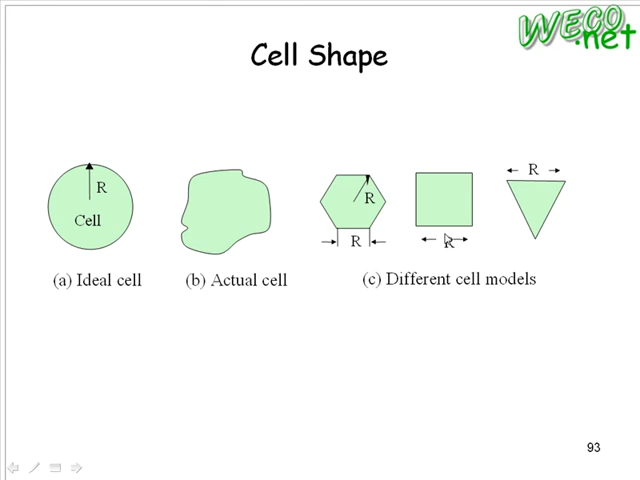 WECO
.net
Cell Shape
R
Cell
R
R
R
R
(a) Ideal cell
(b) Actual cell
(c) Different cell models
93